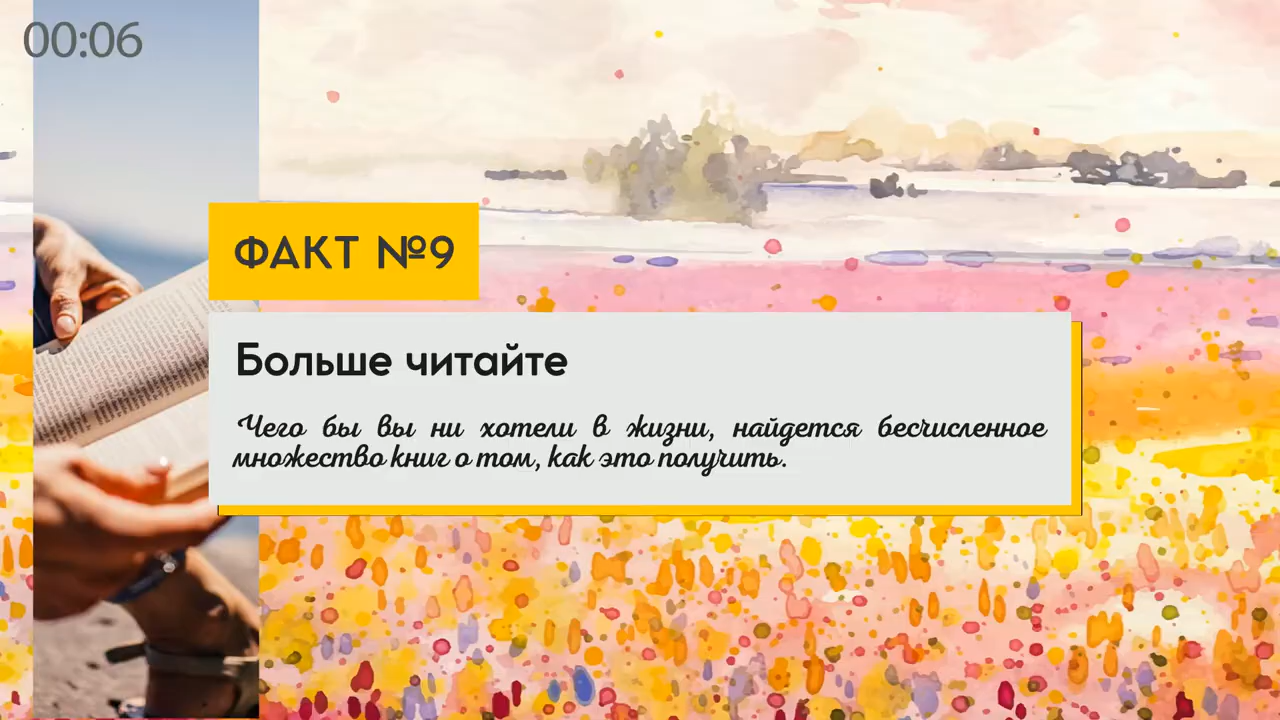 00:06
ФАКТ №9
Больше читайте
Чего бы вы ни хотели в жизни, найдется бесчисленное
множество книг о том, как это получить.